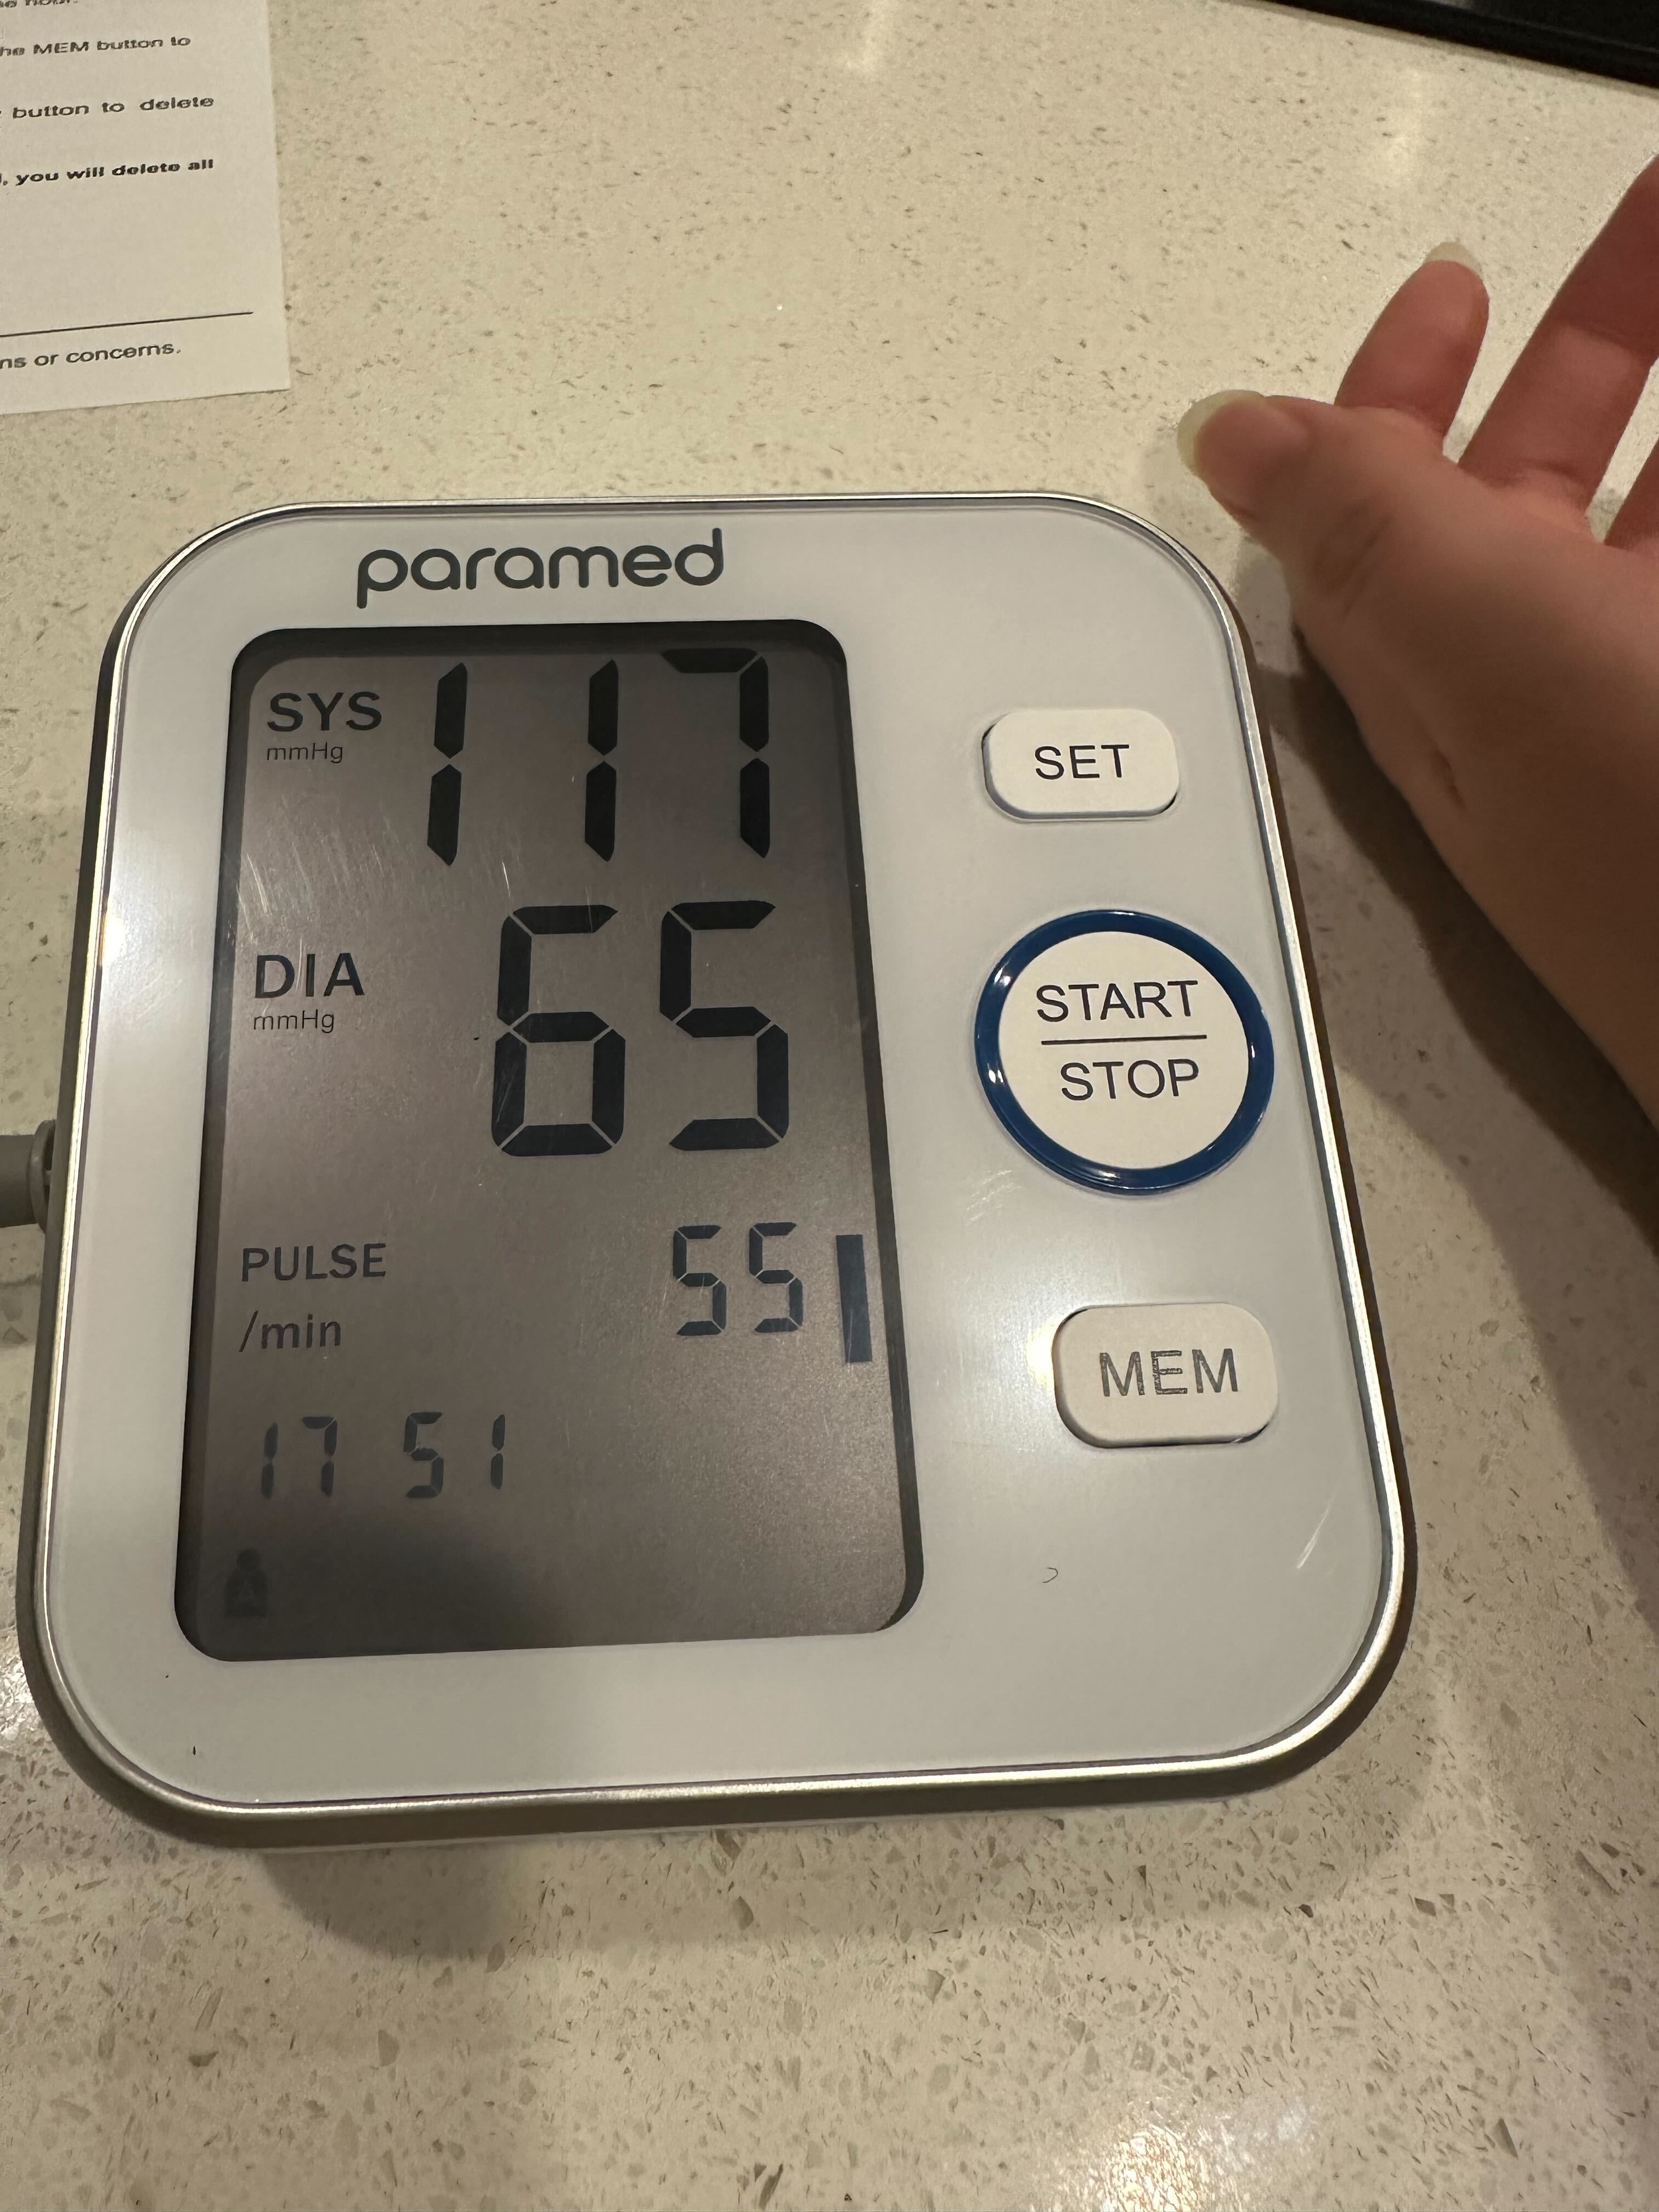 he MEM button to
button to delete
, you will delete all
ns or concerns.
paramed
SYS 117
mmHg
DIA 65
mmHg
PULSE 55
/min
17 51
SET
START
STOP
MEM